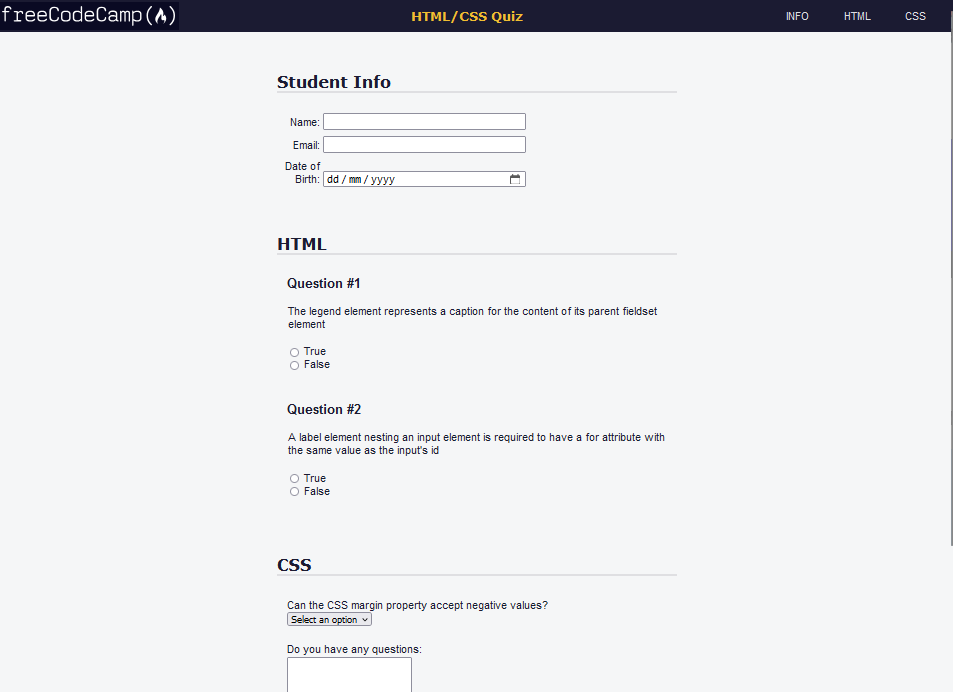 freeCodeCamp(🔥)
HTML/CSS Quiz
INFO
HTML
CSS
Student Info
Name:
Email:
Date of
Birth:
dd / mm / yyyy
HTML
Question #1
The legend element represents a caption for the content of its parent fieldset
element
True
False
Question #2
A label element nesting an input element is required to have a for attribute with
the same value as the input's id
True
False
CSS
Can the CSS margin property accept negative values?
Select an option
Do you have any questions: